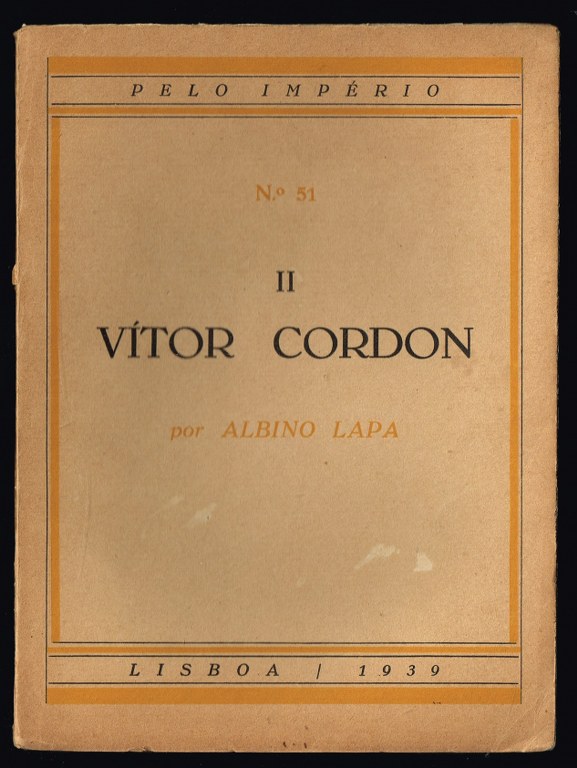 PELO IMPÉRIO
N.º 51
II
VÍTOR CORDON
por ALBINO LAPA
LISBOA / 1939